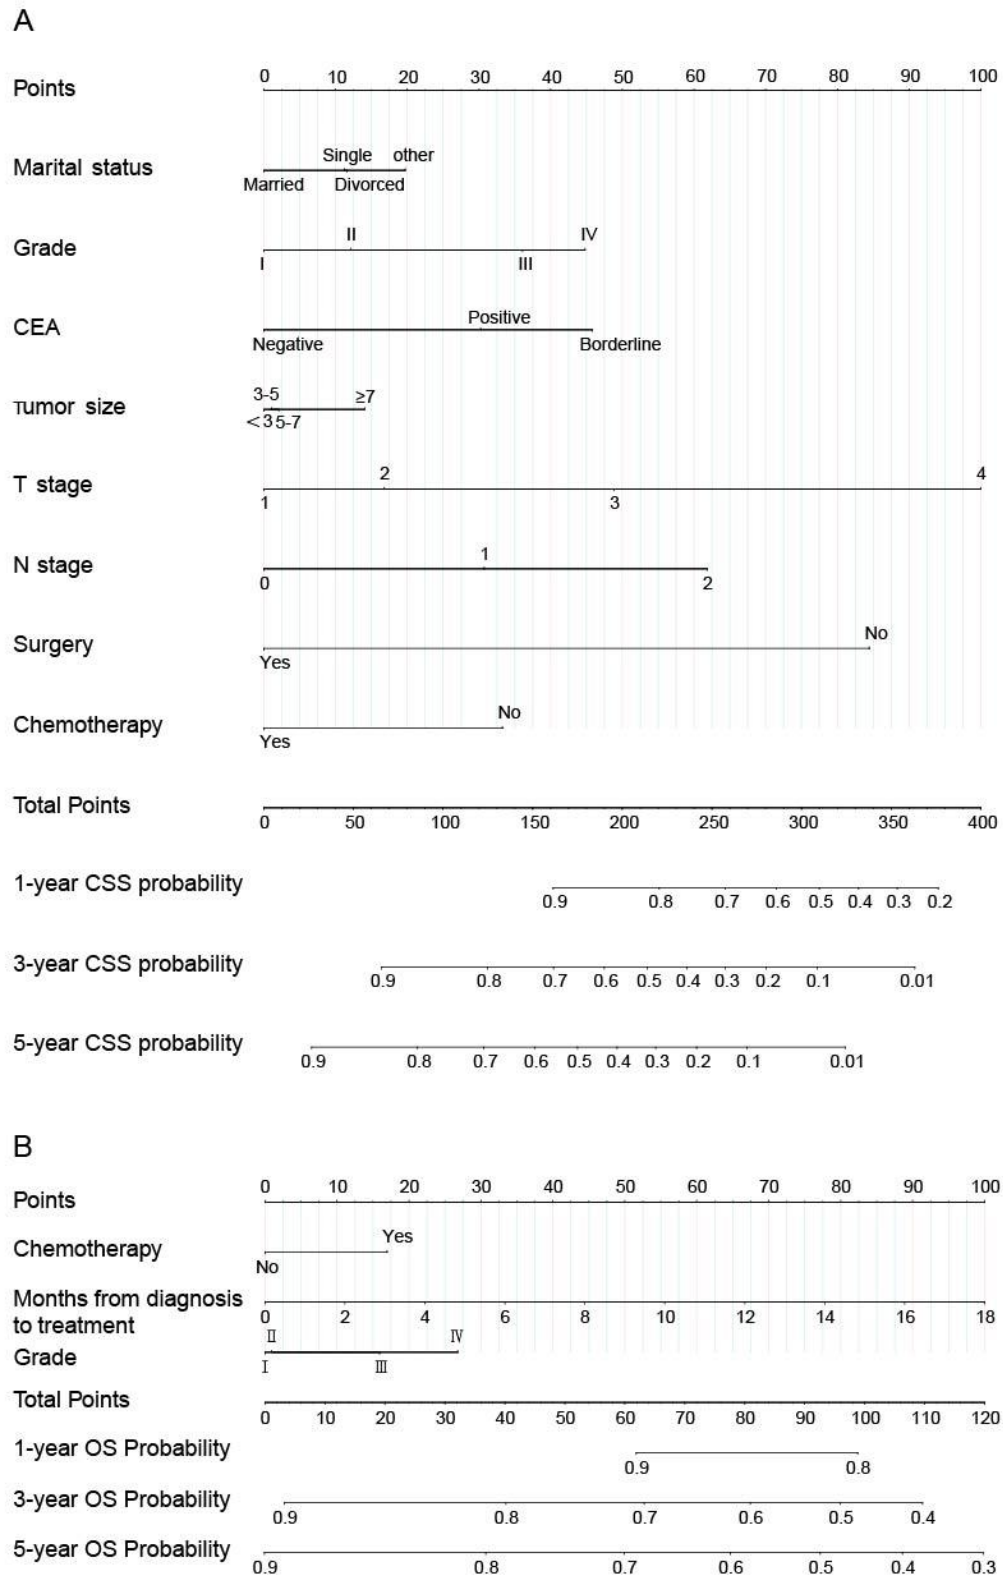 A
Points 0 10 20 30 40 50 60 70 80 90 100
Single other
Marital status
Married Divorced
II IV
Grade
I III
Positive
CEA
Negative Borderline
3-5 ≥7
Tumor size
<3 5-7
2 4
T stage
1 3
1
N stage
0 2
No
Surgery
Yes
No
Chemotherapy
Yes
Total Points
0 50 100 150 200 250 300 350 400
1-year CSS probability
0.9 0.8 0.7 0.6 0.5 0.4 0.3 0.2
3-year CSS probability
0.9 0.8 0.7 0.6 0.5 0.4 0.3 0.2 0.1 0.01
5-year CSS probability
0.9 0.8 0.7 0.6 0.5 0.4 0.3 0.2 0.1 0.01
B
Points 0 10 20 30 40 50 60 70 80 90 100
Yes
Chemotherapy
No
Months from diagnosis
to treatment 0 2 4 6 8 10 12 14 16 18
II IV
Grade
I III
Total Points
0 10 20 30 40 50 60 70 80 90 100 110 120
1-year OS Probability
0.9 0.8
3-year OS Probability
0.9 0.8 0.7 0.6 0.5 0.4
5-year OS Probability
0.9 0.8 0.7 0.6 0.5 0.4 0.3